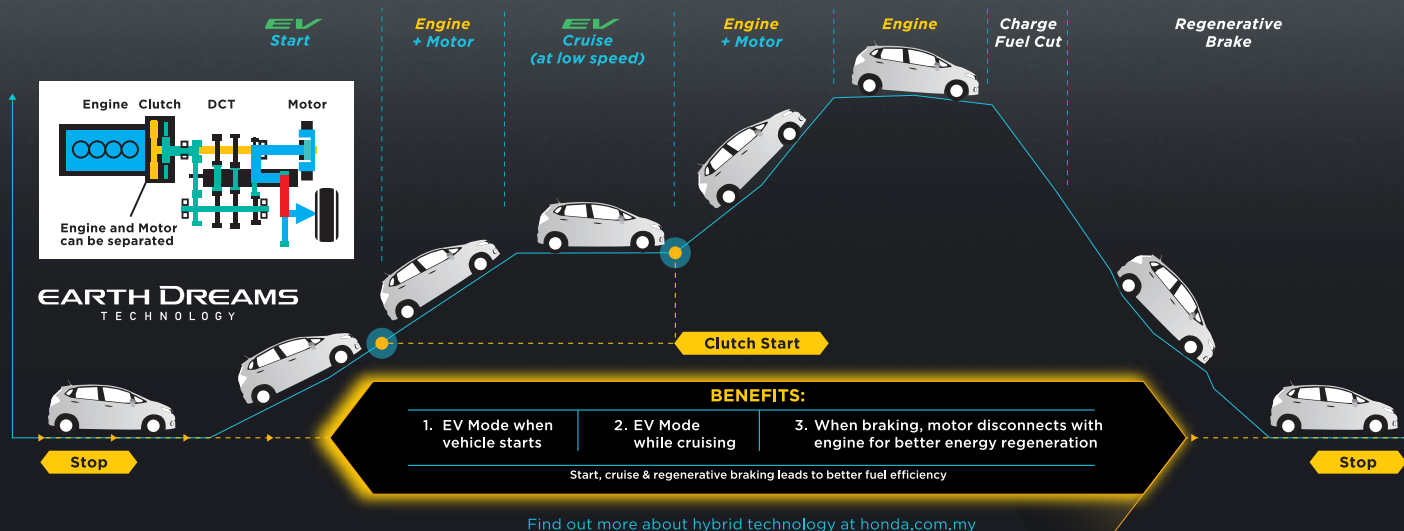 EV
Start
Engine
+ Motor
EV
Cruise
(at low speed)
Engine
+ Motor
Engine
Charge
Fuel Cut
Regenerative
Brake
Engine Clutch DCT Motor
Engine and Motor
can be separated
EARTH DREAMS
TECHNOLOGY
Clutch Start
Stop
BENEFITS:
1. EV Mode when
vehicle starts
2. EV Mode
while cruising
3. When braking, motor disconnects with
engine for better energy regeneration
Start, cruise & regenerative braking leads to better fuel efficiency
Stop
Find out more about hybrid technology at honda.com.my